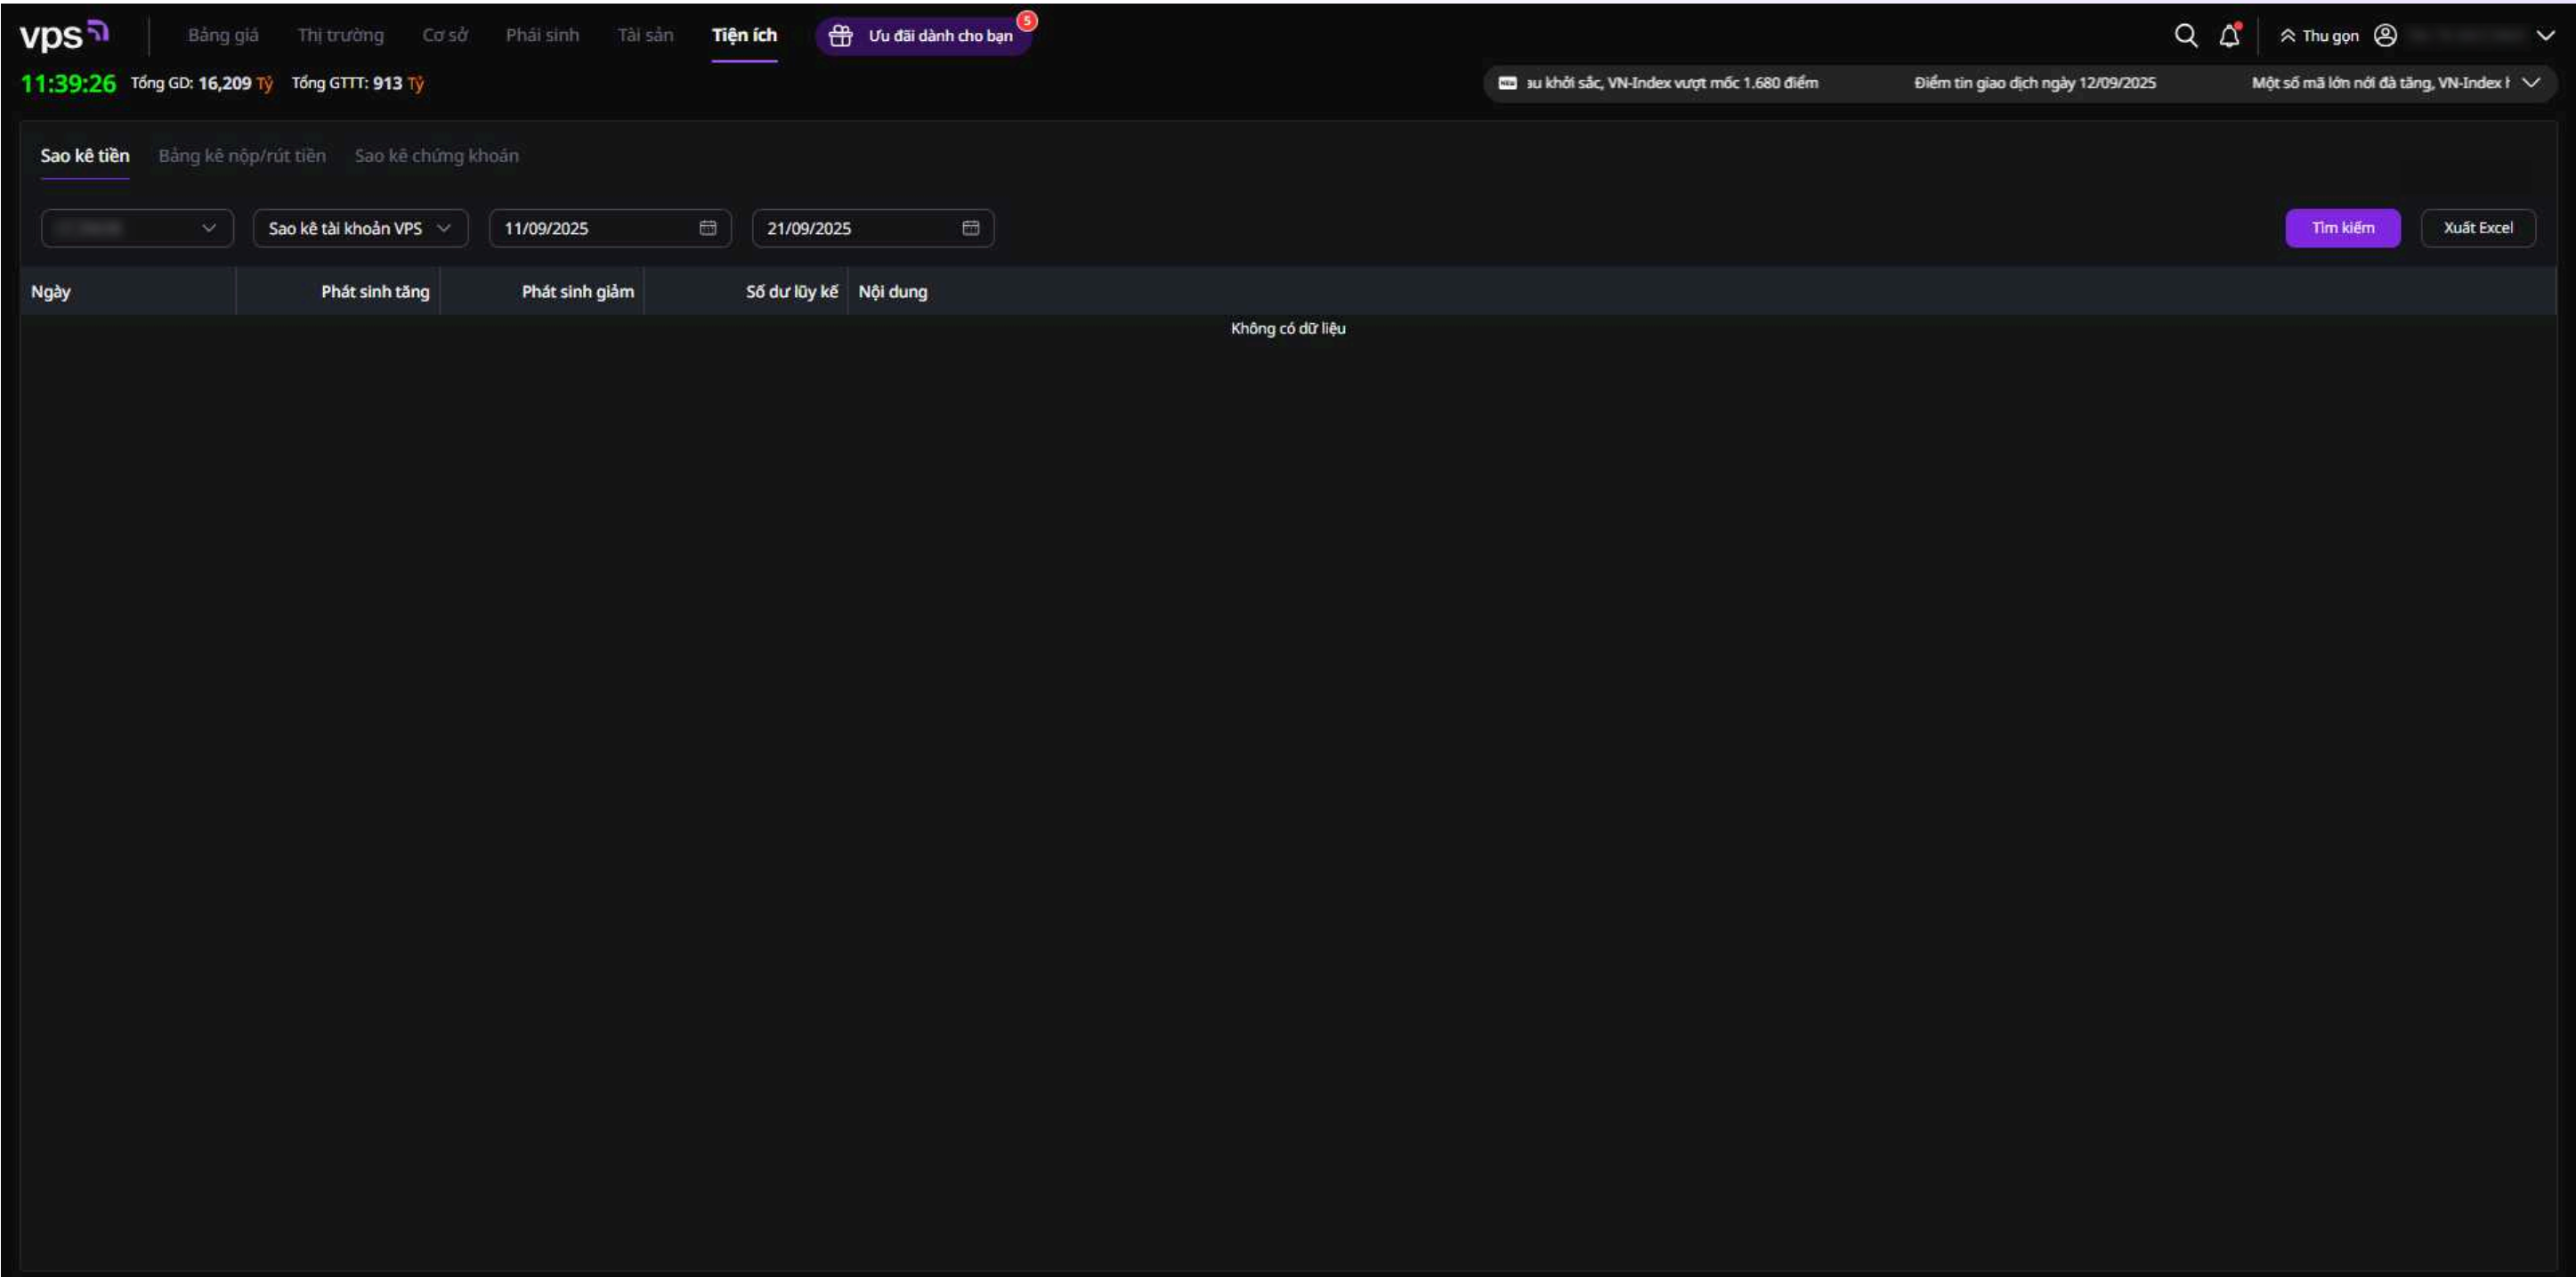 vps Bảng giá Thị trường Cơ sở Phái sinh Tài sản Tiện ích Ưu đãi dành cho bạn 5 Thu gọn
11:39:26 Tổng GD: 16,209 Tỷ Tổng GTTT: 913 Tỷ au khởi sắc, VN-Index vượt mốc 1.680 điểm Điểm tin giao dịch ngày 12/09/2025 Một số mã lớn nới đà tăng, VN-Index
Sao kê tiền Bảng kê nộp/rút tiền Sao kê chứng khoán
Sao kê tài khoản VPS 11/09/2025 21/09/2025 Tìm kiếm Xuất Excel
Ngày Phát sinh tăng Phát sinh giảm Số dư lũy kế Nội dung
Không có dữ liệu